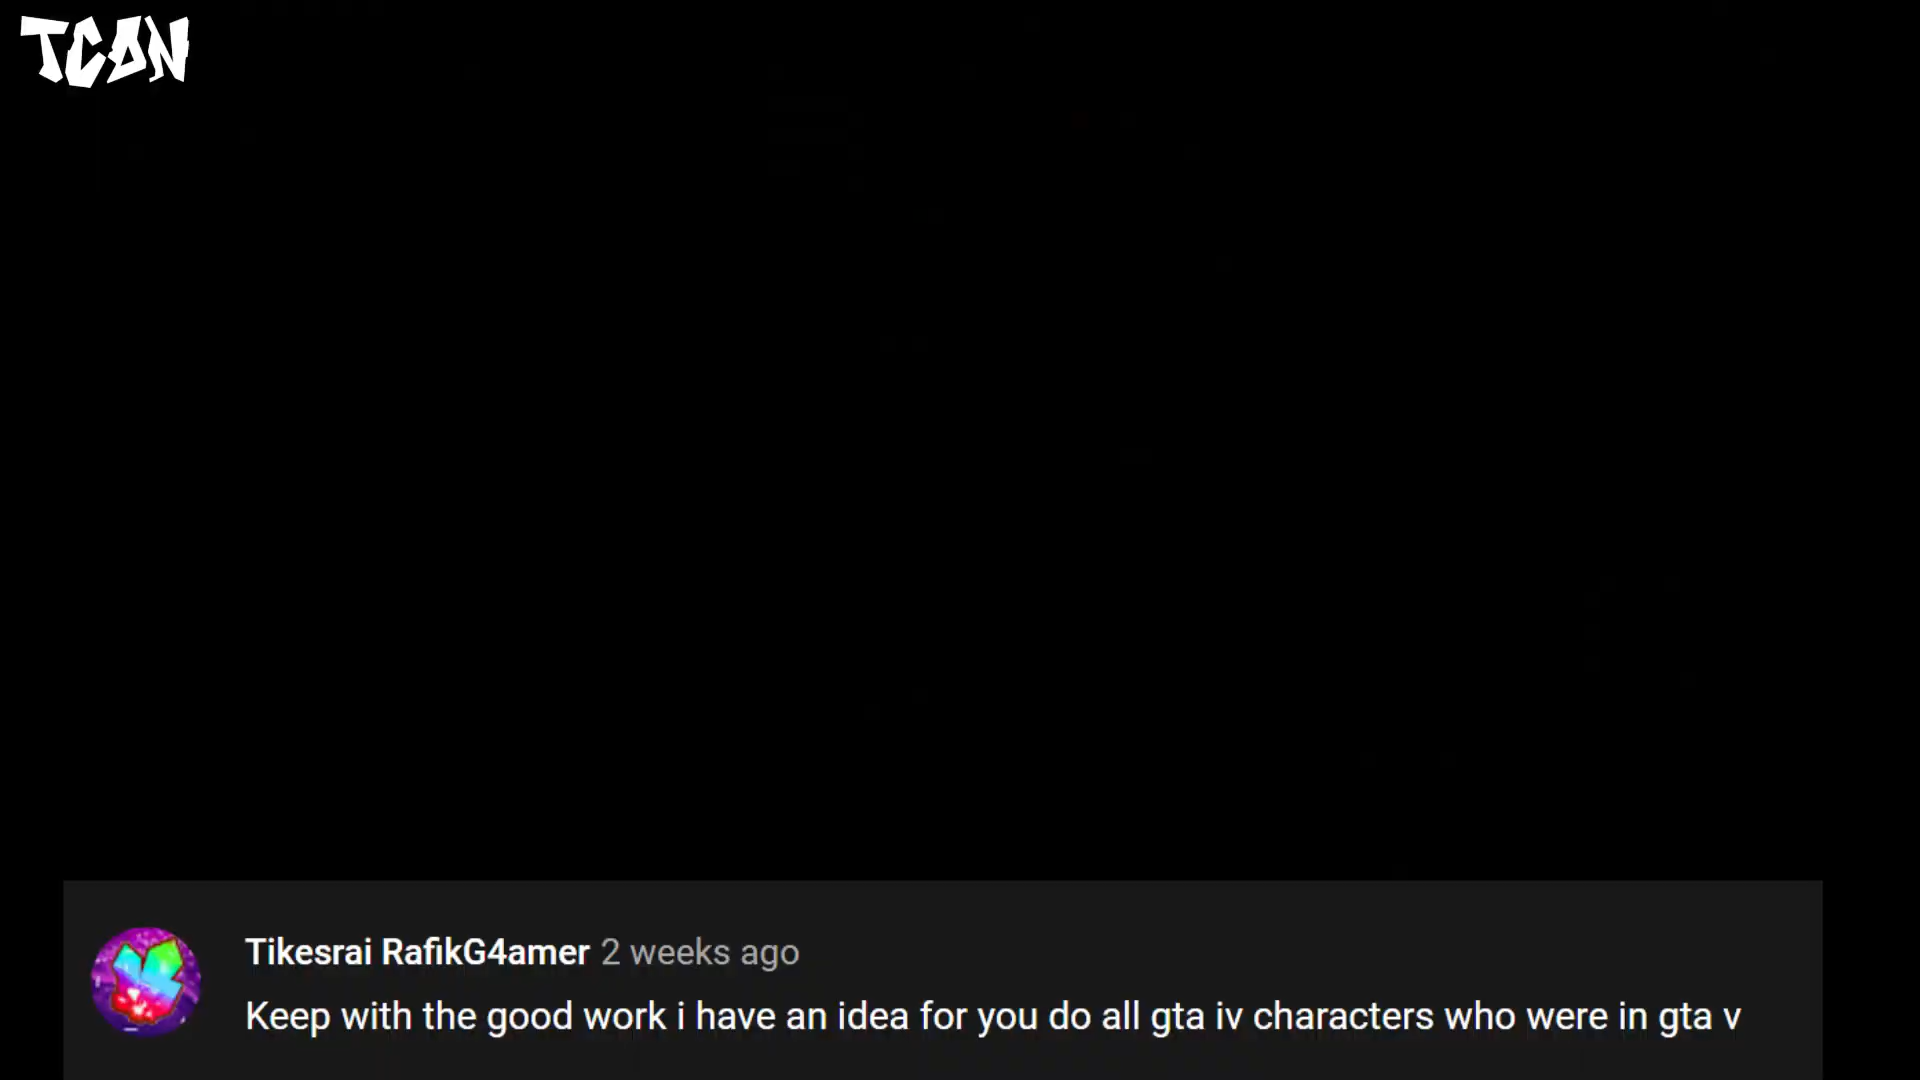 TCON
Tikesrai RafikG4amer 2 weeks ago
Keep with the good work i have an idea for you do all gta iv characters who were in gta v